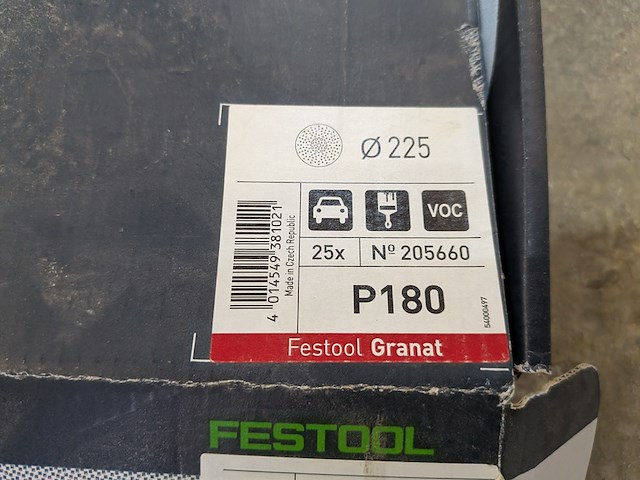 Ø 225
VOC
25x
Nº 205660
P180
4 014549 381021
Made in Czech Republic
54000497
Festool Granat
FESTOOL